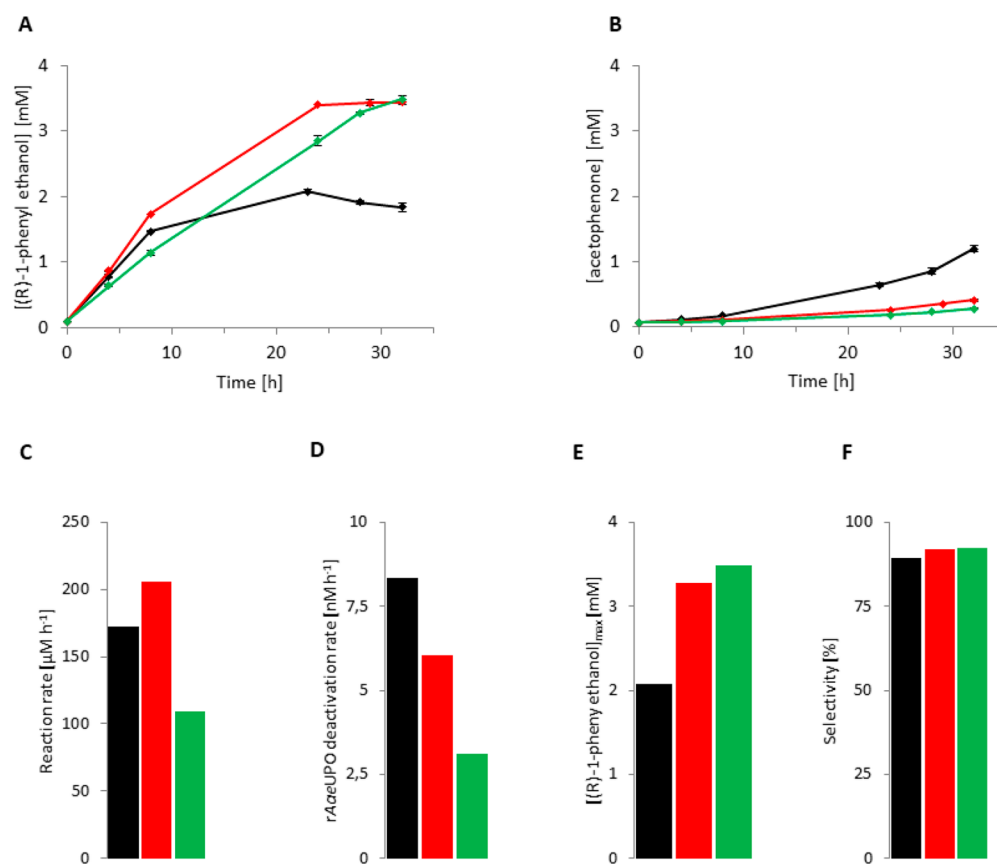 A
[(R)-1-phenyl ethanol] [mM]
4
3
2
1
0
0
10
20
30
Time [h]
B
[acetophenone] [mM]
4
3
2
1
0
0
10
20
30
Time [h]
C
Reaction rate [µM h-1]
250
200
150
100
50
0
D
rAaeUPO deactivation rate [nM h-1]
10
7,5
5
2,5
0
E
[(R)-1-pheny ethanol]max [mM]
4
3
2
1
0
F
Selectivity [%]
100
75
50
25
0